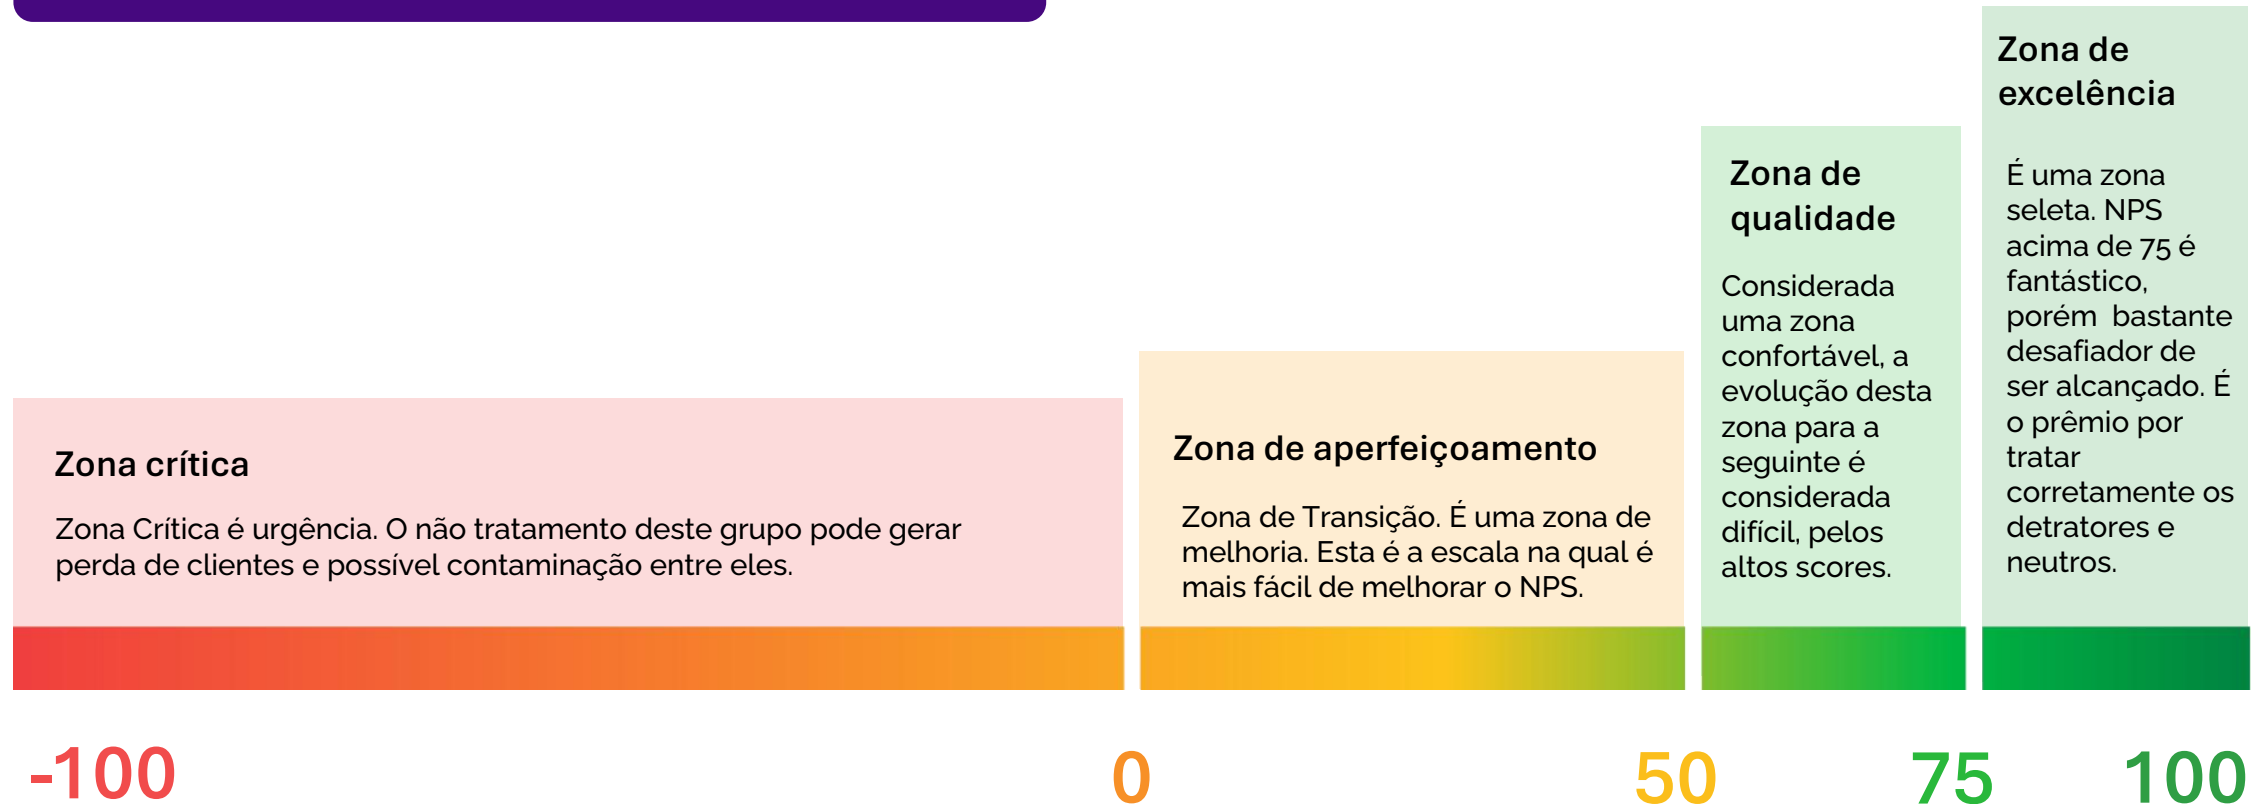 Zona crítica
Zona Crítica é urgência. O não tratamento deste grupo pode gerar
perda de clientes e possível contaminação entre eles.
Zona de aperfeiçoamento
Zona de Transição. É uma zona de
melhoria. Esta é a escala na qual é
mais fácil de melhorar o NPS.
Zona de
qualidade
Considerada
uma zona
confortável, a
evolução desta
zona para a
seguinte é
considerada
difícil, pelos
altos scores.
Zona de
excelência
É uma zona
seleta. NPS
acima de 75 é
fantástico,
porém  bastante
desafiador de
ser alcançado. É
o prêmio por
tratar
corretamente os
detratores e
neutros.
-100
0
50
75
100